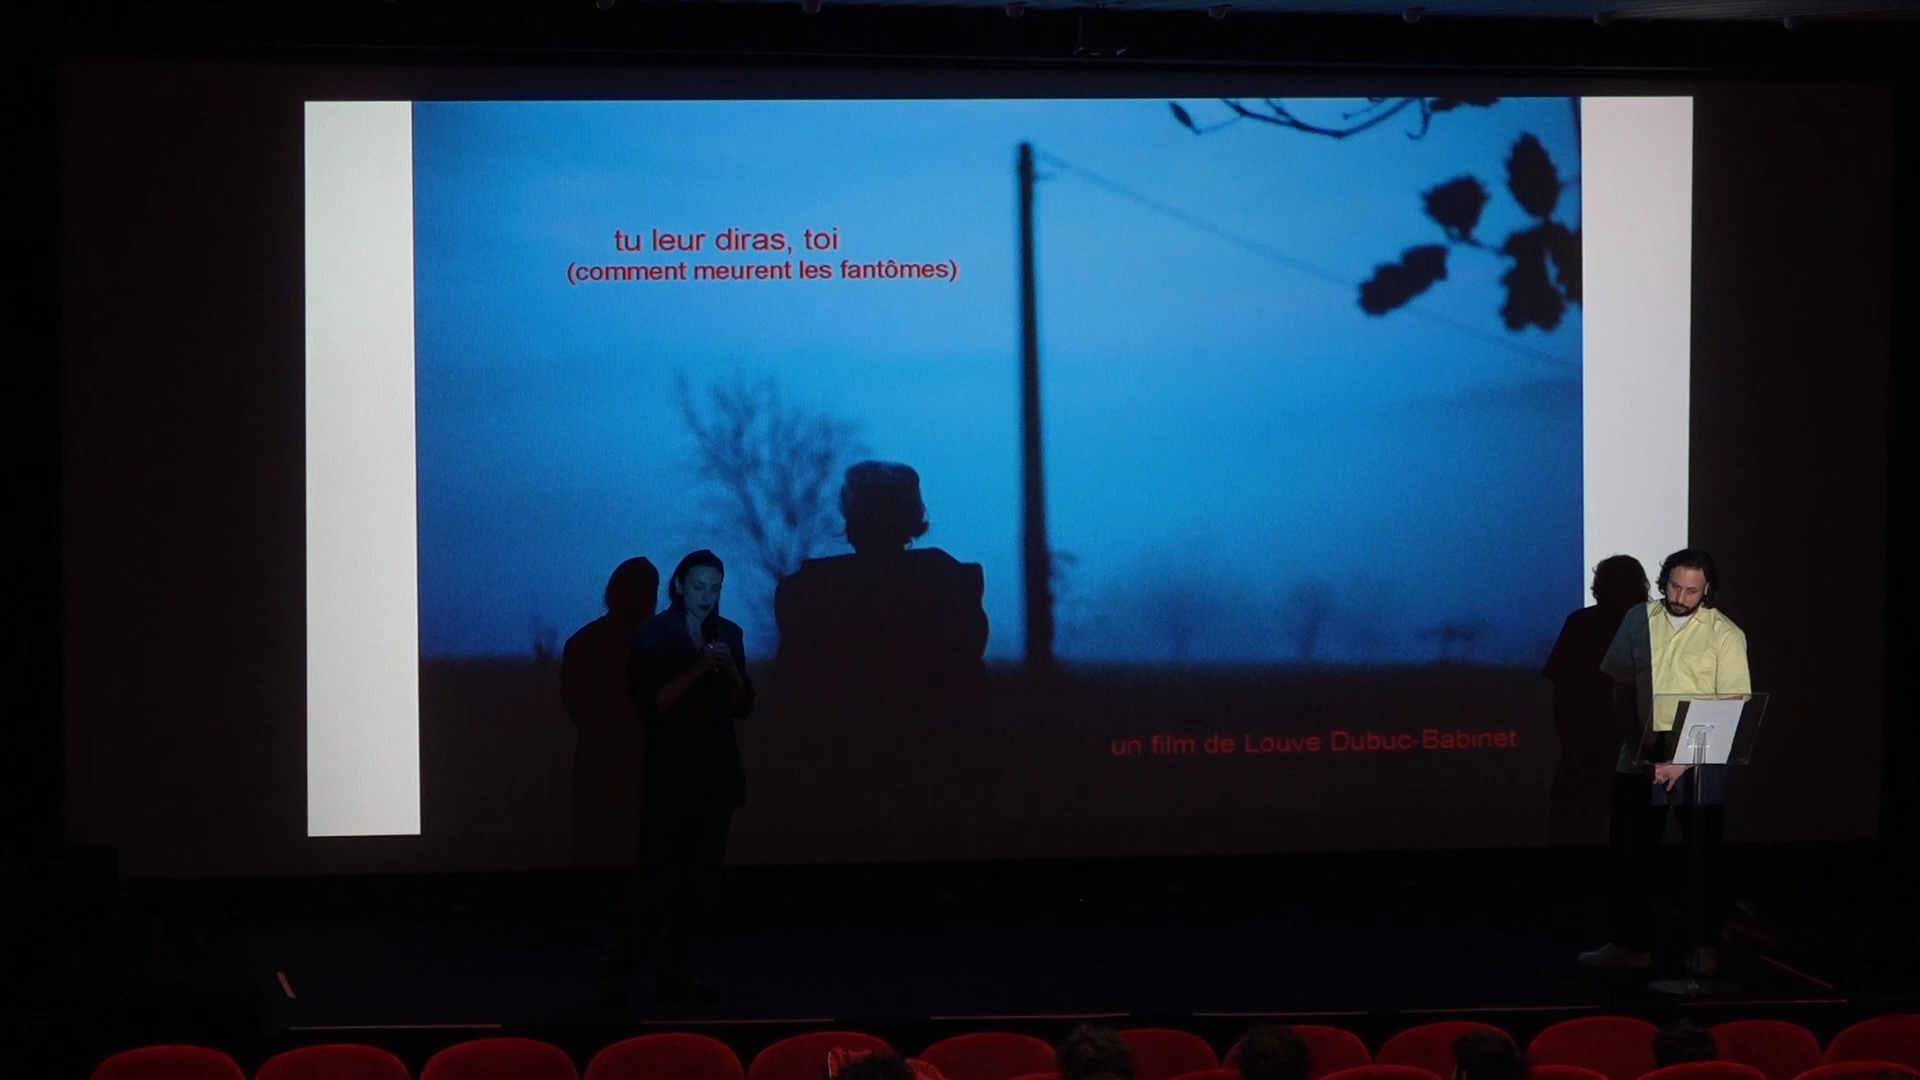 tu leur diras, toi
(comment meurent les fantômes)
un film de Louve Dubuc-Babinet